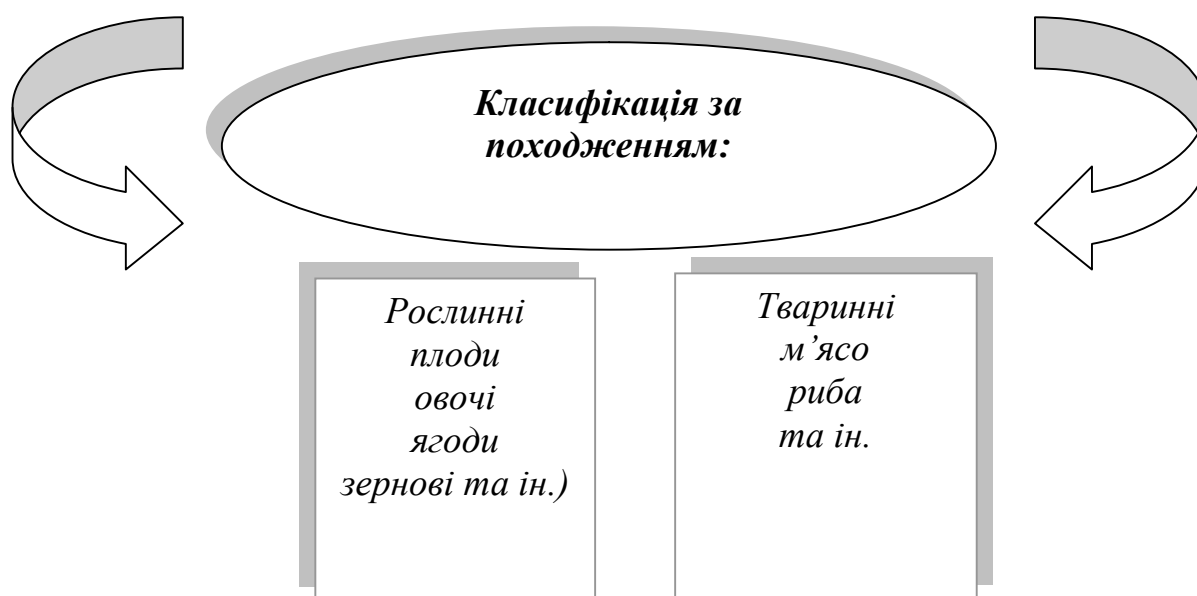 Класифікація за
походженням:
Рослинні
плоди
овочі
ягоди
зернові та ін.)
Тваринні
м’ясо
риба
та ін.